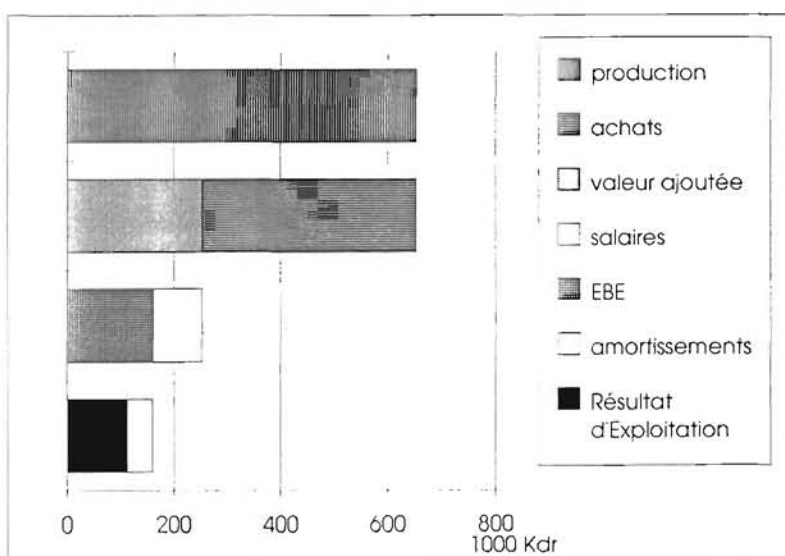 production
achats
valeur ajoutée
salaires
EBE
amortissements
Résultat
d'Exploitation
0 200 400 600 800
1000 Kdr